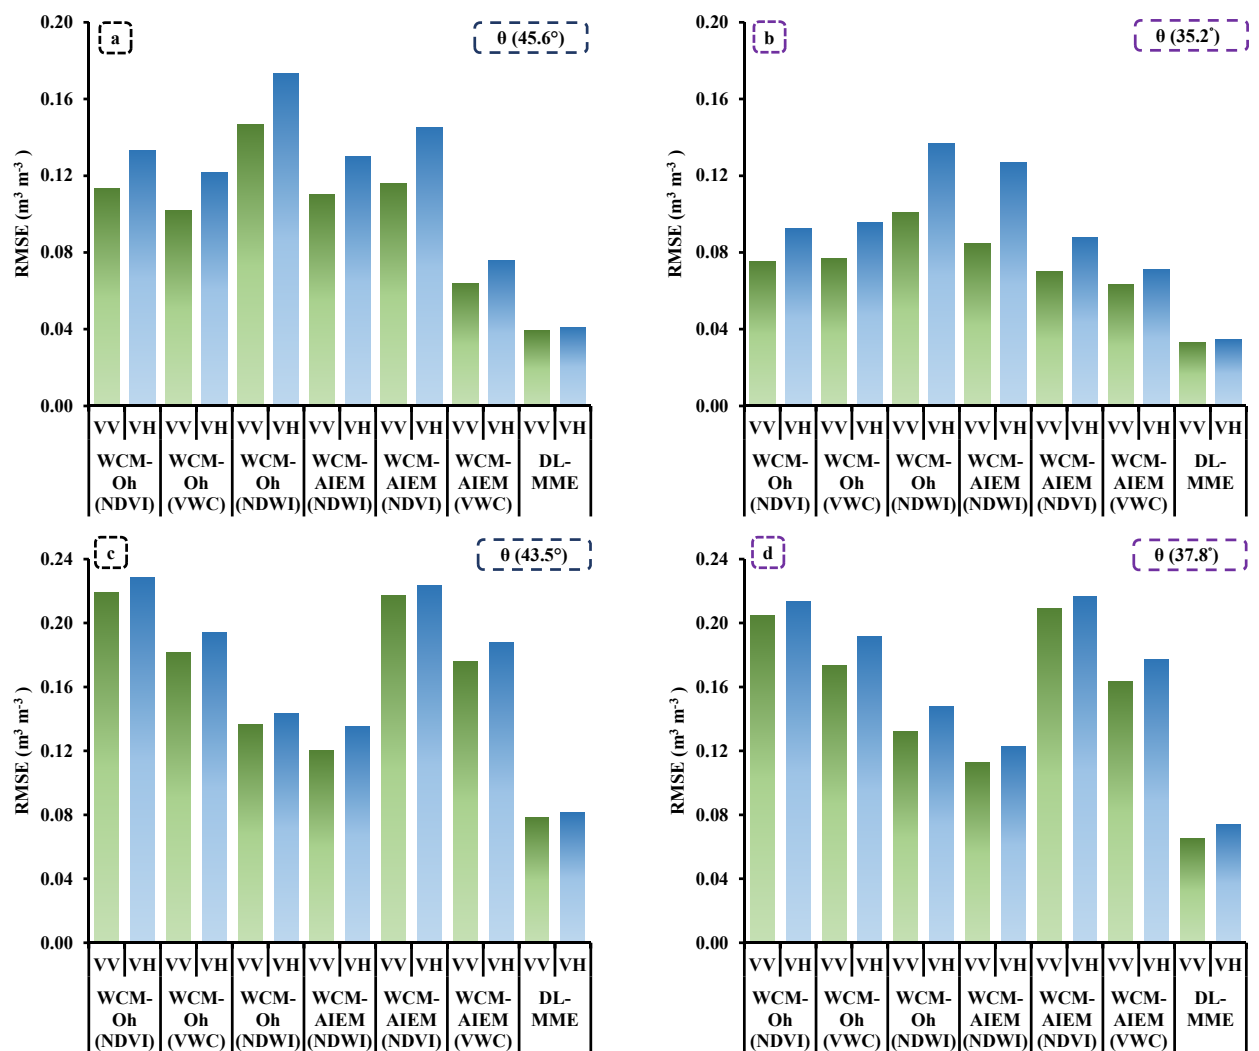 a
θ (45.6°)
RMSE (m³ m⁻³ )
0.20
0.16
0.12
0.08
0.04
0.00
VV VH VV VH VV VH VV VH VV VH VV VH VV VH
WCM- WCM- WCM- WCM- WCM- WCM- DL-
Oh Oh Oh AIEM AIEM AIEM MME
(NDVI) (VWC) (NDWI) (NDWI) (NDVI) (VWC)
b
θ (35.2°)
RMSE (m³ m⁻³ )
0.20
0.16
0.12
0.08
0.04
0.00
VV VH VV VH VV VH VV VH VV VH VV VH VV VH
WCM- WCM- WCM- WCM- WCM- WCM- DL-
Oh Oh Oh AIEM AIEM AIEM MME
(NDVI) (VWC) (NDWI) (NDWI) (NDVI) (VWC)
c
θ (43.5°)
RMSE (m³ m⁻³ )
0.24
0.20
0.16
0.12
0.08
0.04
0.00
VV VH VV VH VV VH VV VH VV VH VV VH VV VH
WCM- WCM- WCM- WCM- WCM- WCM- DL-
Oh Oh Oh AIEM AIEM AIEM MME
(NDVI) (VWC) (NDWI) (NDWI) (NDVI) (VWC)
d
θ (37.8°)
RMSE (m³ m⁻³ )
0.24
0.20
0.16
0.12
0.08
0.04
0.00
VV VH VV VH VV VH VV VH VV VH VV VH VV VH
WCM- WCM- WCM- WCM- WCM- WCM- DL-
Oh Oh Oh AIEM AIEM AIEM MME
(NDVI) (VWC) (NDWI) (NDWI) (NDVI) (VWC)